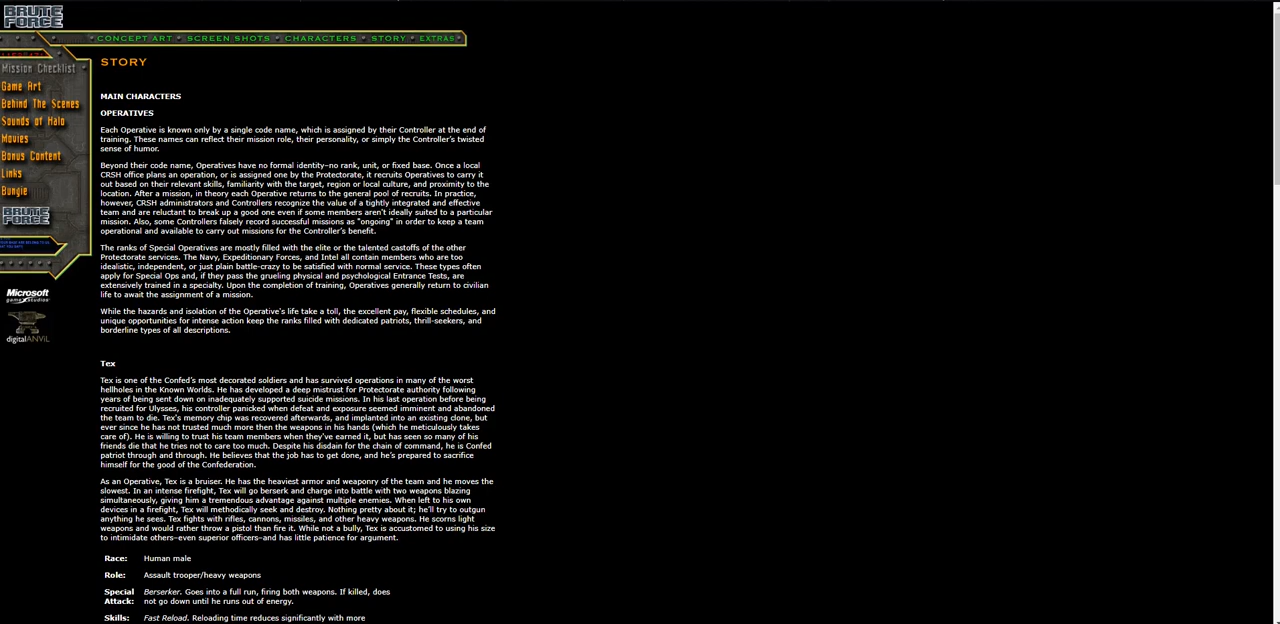 BRUTE FORCE
CONCEPT ART • SCREEN SHOTS • CHARACTERS • STORY • EXTRAS
Mission Checklist
Game Art
Behind The Scenes
Sounds of Halo
Movies
Bonus Content
Links
Bungie
BRUTE FORCE
Microsoft
game studios
digitalANVIL
STORY
MAIN CHARACTERS
OPERATIVES
Each Operative is known only by a single code name, which is assigned by their Controller at the end of
training. These names can reflect their mission role, their personality, or simply the Controller's twisted
sense of humor.
Beyond their code name, Operatives have no formal identity–no rank, unit, or fixed base. Once a local
CRSH office plans an operation, or is assigned one by the Protectorate, it recruits Operatives to carry it
out based on their relevant skills, familiarity with the target, region or local culture, and proximity to the
location. After a mission, in theory each Operative returns to the general pool of recruits. In practice,
however, CRSH administrators and Controllers recognize the value of a tightly integrated and effective
team and are reluctant to break up a good one even if some members aren't ideally suited to a particular
mission. Also, some Controllers falsely record successful missions as "ongoing" in order to keep a team
operational and available to carry out missions for the Controller's benefit.
The ranks of Special Operatives are mostly filled with the elite or the talented castoffs of the other
Protectorate services. The Navy, Expeditionary Forces, and Intel all contain members who are too
idealistic, independent, or just plain battle-crazy to be satisfied with normal service. These types often
apply for Special Ops and, if they pass the grueling physical and psychological Entrance Tests, are
extensively trained in a specialty. Upon the completion of training, Operatives generally return to civilian
life to await the assignment of a mission.
While the hazards and isolation of the Operative's life take a toll, the excellent pay, flexible schedules, and
unique opportunities for intense action keep the ranks filled with dedicated patriots, thrill-seekers, and
borderline types of all descriptions.
Tex
Tex is one of the Confed's most decorated soldiers and has survived operations in many of the worst
hellholes in the Known Worlds. He has developed a deep mistrust for Protectorate authority following
years of being sent down on inadequately supported suicide missions. In his last operation before being
recruited for Ulysses, his controller panicked when defeat and exposure seemed imminent and abandoned
the team to die. Tex's memory chip was recovered afterwards, and implanted into an existing clone, but
ever since he has not trusted much more then the weapons in his hands (which he meticulously takes
care of). He is willing to trust his team members when they've earned it, but has seen so many of his
friends die that he tries not to care too much. Despite his disdain for the chain of command, he is Confed
patriot through and through. He believes that the job has to get done, and he's prepared to sacrifice
himself for the good of the Confederation.
As an Operative, Tex is a bruiser. He has the heaviest armor and weaponry of the team and he moves the
slowest. In an intense firefight, Tex will go berserk and charge into battle with two weapons blazing
simultaneously, giving him a tremendous advantage against multiple enemies. When left to his own
devices in a firefight, Tex will methodically seek and destroy. Nothing pretty about it; he'll try to outgun
anything he sees. Tex fights with rifles, cannons, missiles, and other heavy weapons. He scorns light
weapons and would rather throw a pistol than fire it. While not a bully, Tex is accustomed to using his size
to intimidate others–even superior officers–and has little patience for argument.
Race: Human male
Role: Assault trooper/heavy weapons
Special Attack: Berserker. Goes into a full run, firing both weapons. If killed, does
not go down until he runs out of energy.
Skills: Fast Reload. Reloading time reduces significantly with more